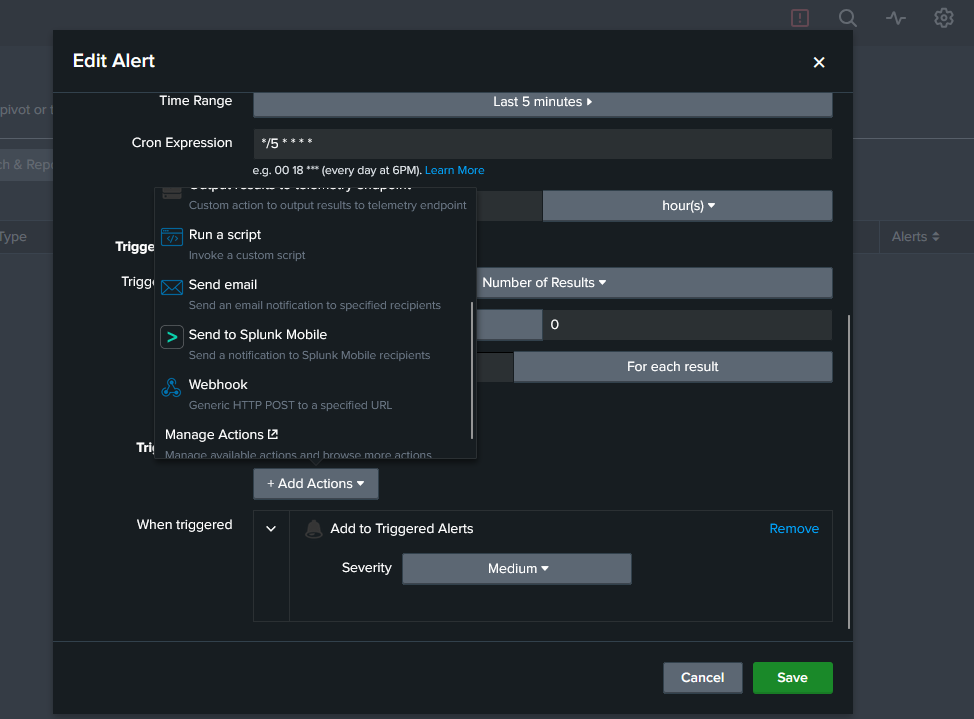 Edit Alert
pivot or t
Time Range
Last 5 minutes
Cron Expression
*/5 * * * *
e.g. 00 18 *** (every day at 6PM). Learn More
ch & Repo
Output results to telemetry endpoint
Custom action to output results to telemetry endpoint
hour(s)
Type
Alerts
Run a script
Invoke a custom script
Trigge
Trigge
Send email
Send an email notification to specified recipients
Number of Results
Send to Splunk Mobile
Send a notification to Splunk Mobile recipients
0
For each result
Webhook
Generic HTTP POST to a specified URL
Manage Actions
Manage available actions and browse more actions
Trig
+ Add Actions
When triggered
Add to Triggered Alerts
Remove
Severity
Medium
Cancel
Save